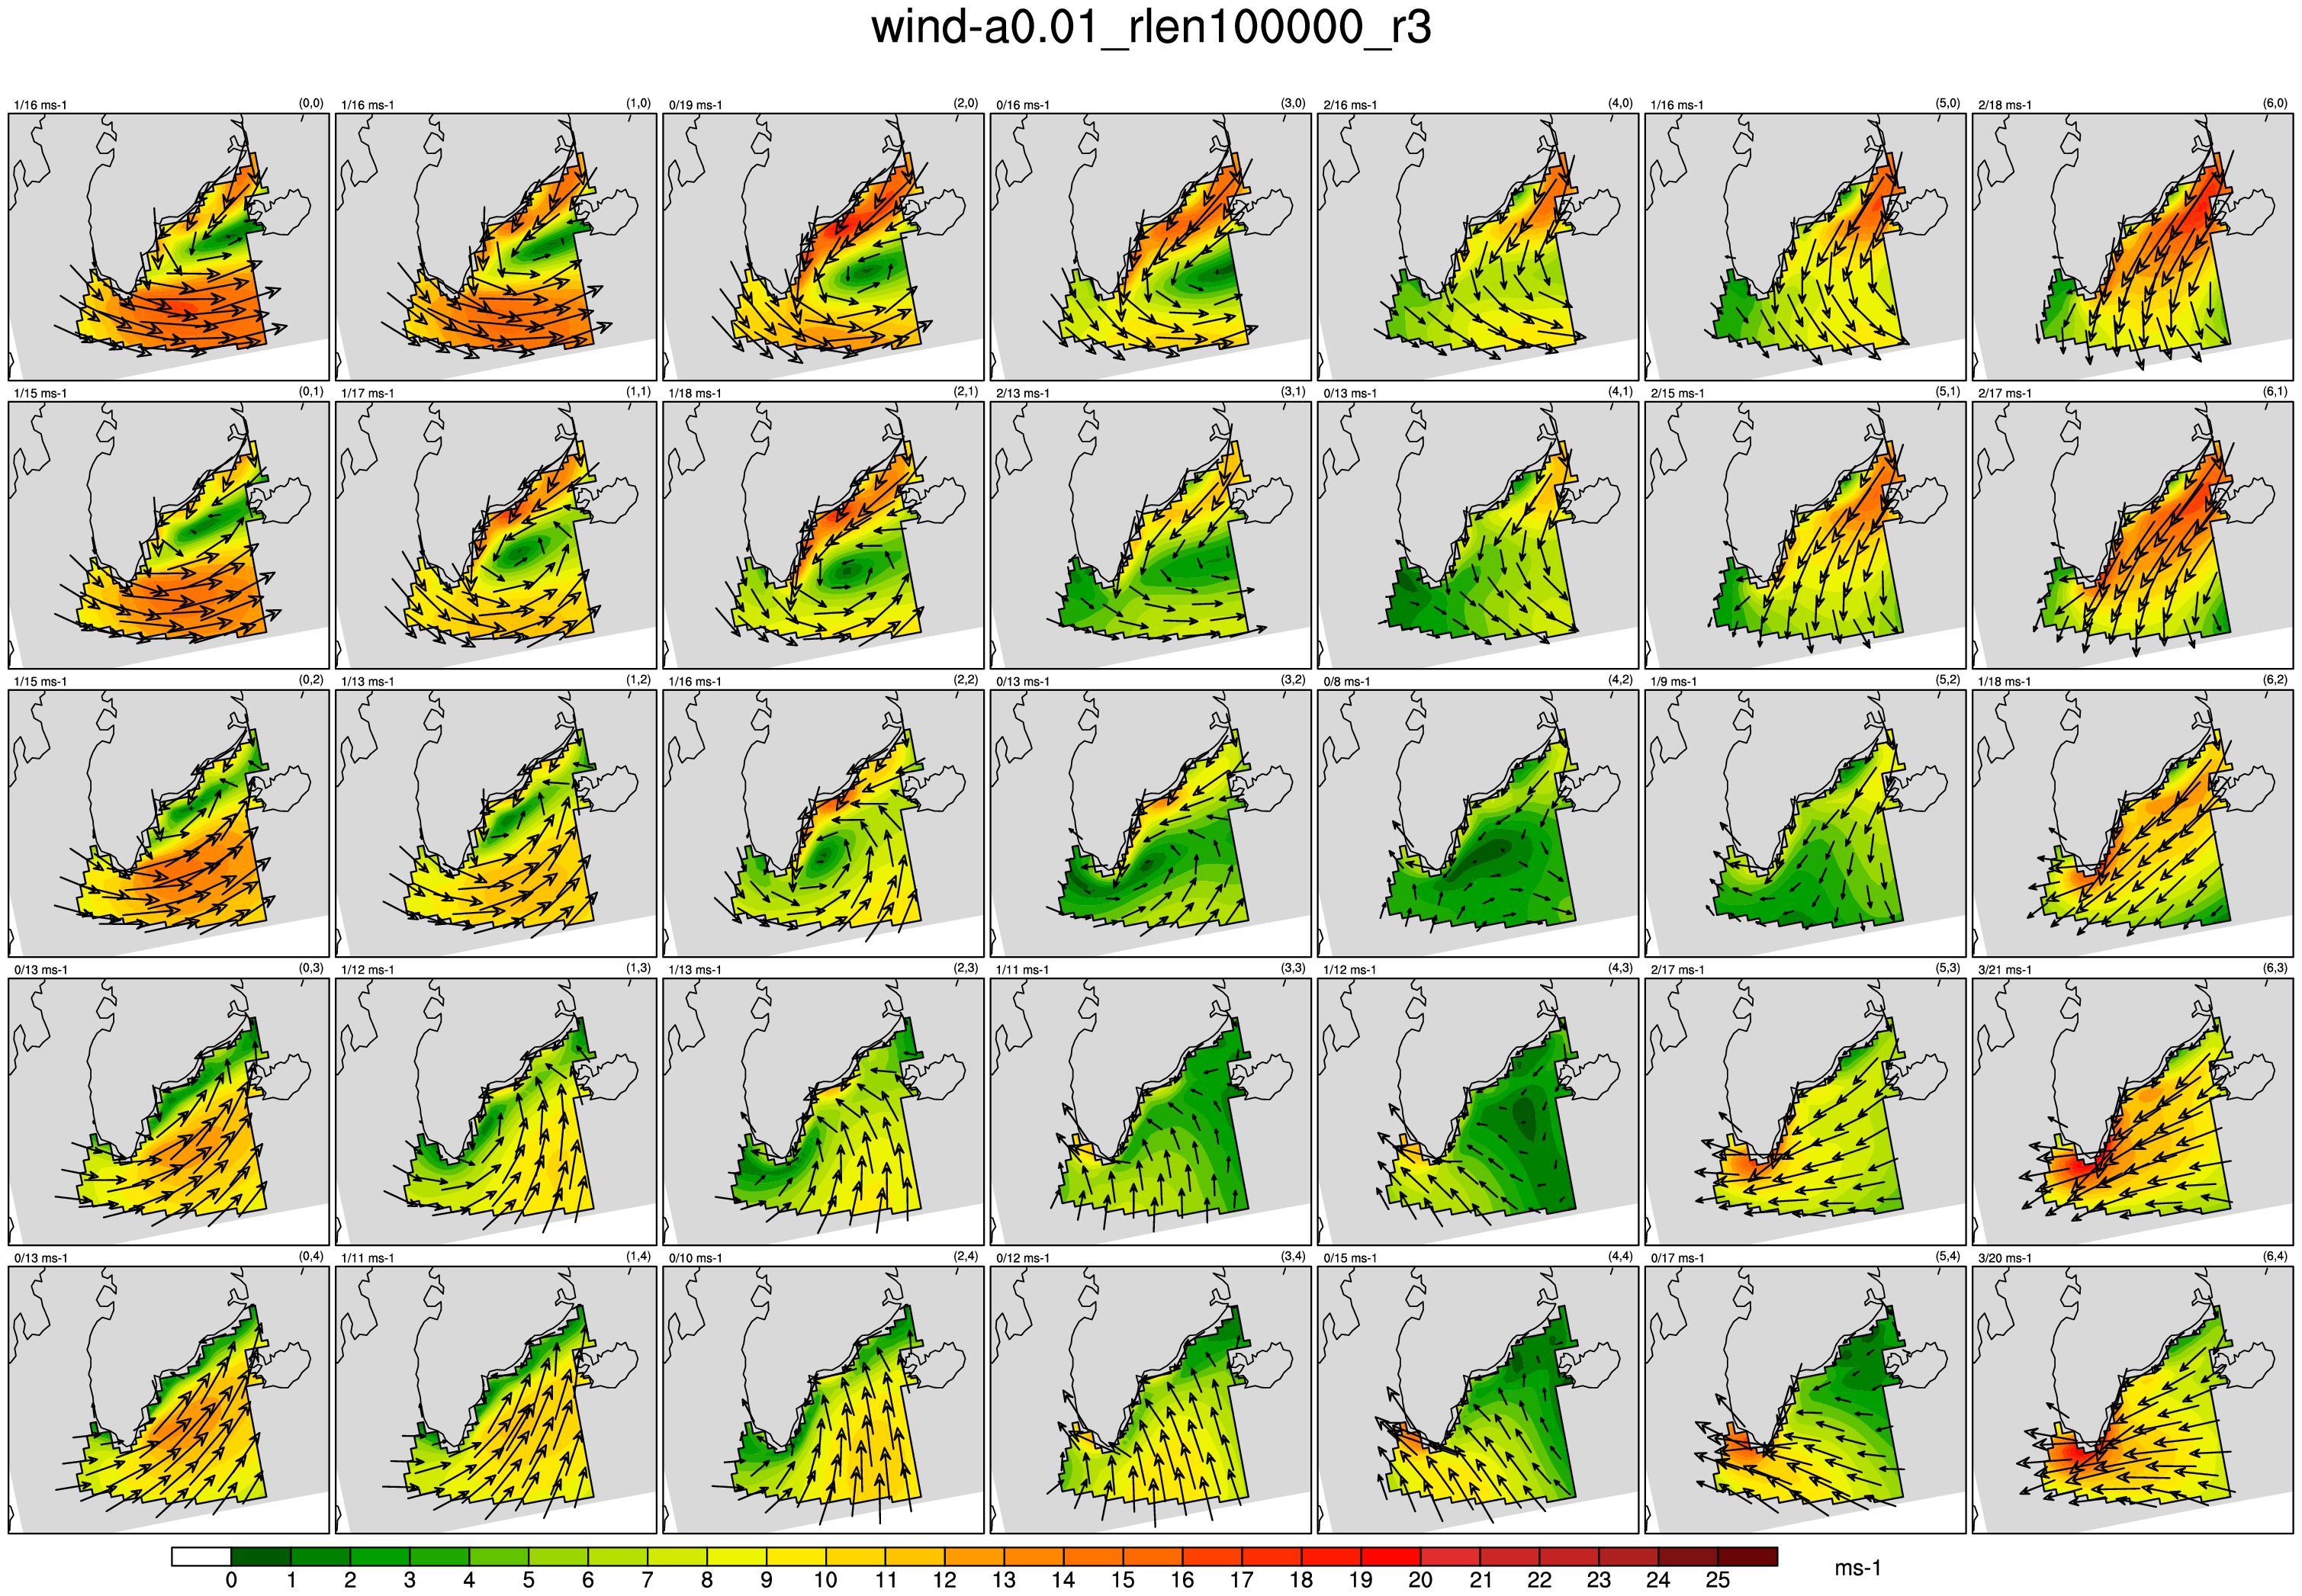 wind-a0.01_rlen100000_r3
1/16 ms-1 (0,0) 1/16 ms-1 (1,0) 0/19 ms-1 (2,0) 0/16 ms-1 (3,0) 2/16 ms-1 (4,0) 1/16 ms-1 (5,0) 2/18 ms-1 (6,0)
1/15 ms-1 (0,1) 1/17 ms-1 (1,1) 1/18 ms-1 (2,1) 2/13 ms-1 (3,1) 0/13 ms-1 (4,1) 2/15 ms-1 (5,1) 2/17 ms-1 (6,1)
1/15 ms-1 (0,2) 1/13 ms-1 (1,2) 1/16 ms-1 (2,2) 0/13 ms-1 (3,2) 0/8 ms-1 (4,2) 1/9 ms-1 (5,2) 1/18 ms-1 (6,2)
0/13 ms-1 (0,3) 1/12 ms-1 (1,3) 1/13 ms-1 (2,3) 1/11 ms-1 (3,3) 1/12 ms-1 (4,3) 2/17 ms-1 (5,3) 3/21 ms-1 (6,3)
0/13 ms-1 (0,4) 1/11 ms-1 (1,4) 0/10 ms-1 (2,4) 0/12 ms-1 (3,4) 0/15 ms-1 (4,4) 0/17 ms-1 (5,4) 3/20 ms-1 (6,4)
0 1 2 3 4 5 6 7 8 9 10 11 12 13 14 15 16 17 18 19 20 21 22 23 24 25 ms-1